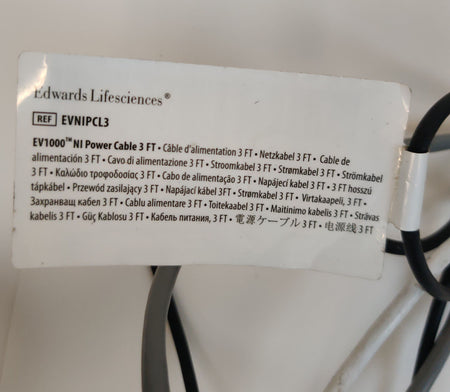 Edwards Lifesciences®
REF EVNIPCL3
EV1000™ NI Power Cable 3 FT • Câble d'alimentation 3 FT • Netzkabel 3 FT • Cable de
alimentación 3 FT • Cavo di alimentazione 3 FT • Stroomkabel 3 FT • Strømkabel 3 FT • Strömkabel
3 FT • Καλώδιο τροφοδοσίας 3 FT • Cabo de alimentação 3 FT • Napájecí kabel 3 FT • 3 FT hosszú
tápkábel • Przewód zasilający 3 FT • Napájací kábel 3FT • Strømkabel 3 FT • Virtakaapeli, 3 FT •
Захранващ кабел 3 FT • Cablu alimentare 3 FT • Toitekaabel 3 FT • Maitinimo kabelis 3 FT • Strāvas
kabelis 3 FT • Güç Kablosu 3 FT • Кабель питания, 3 FT • 電源ケーブル 3 FT • 电源线 3 FT